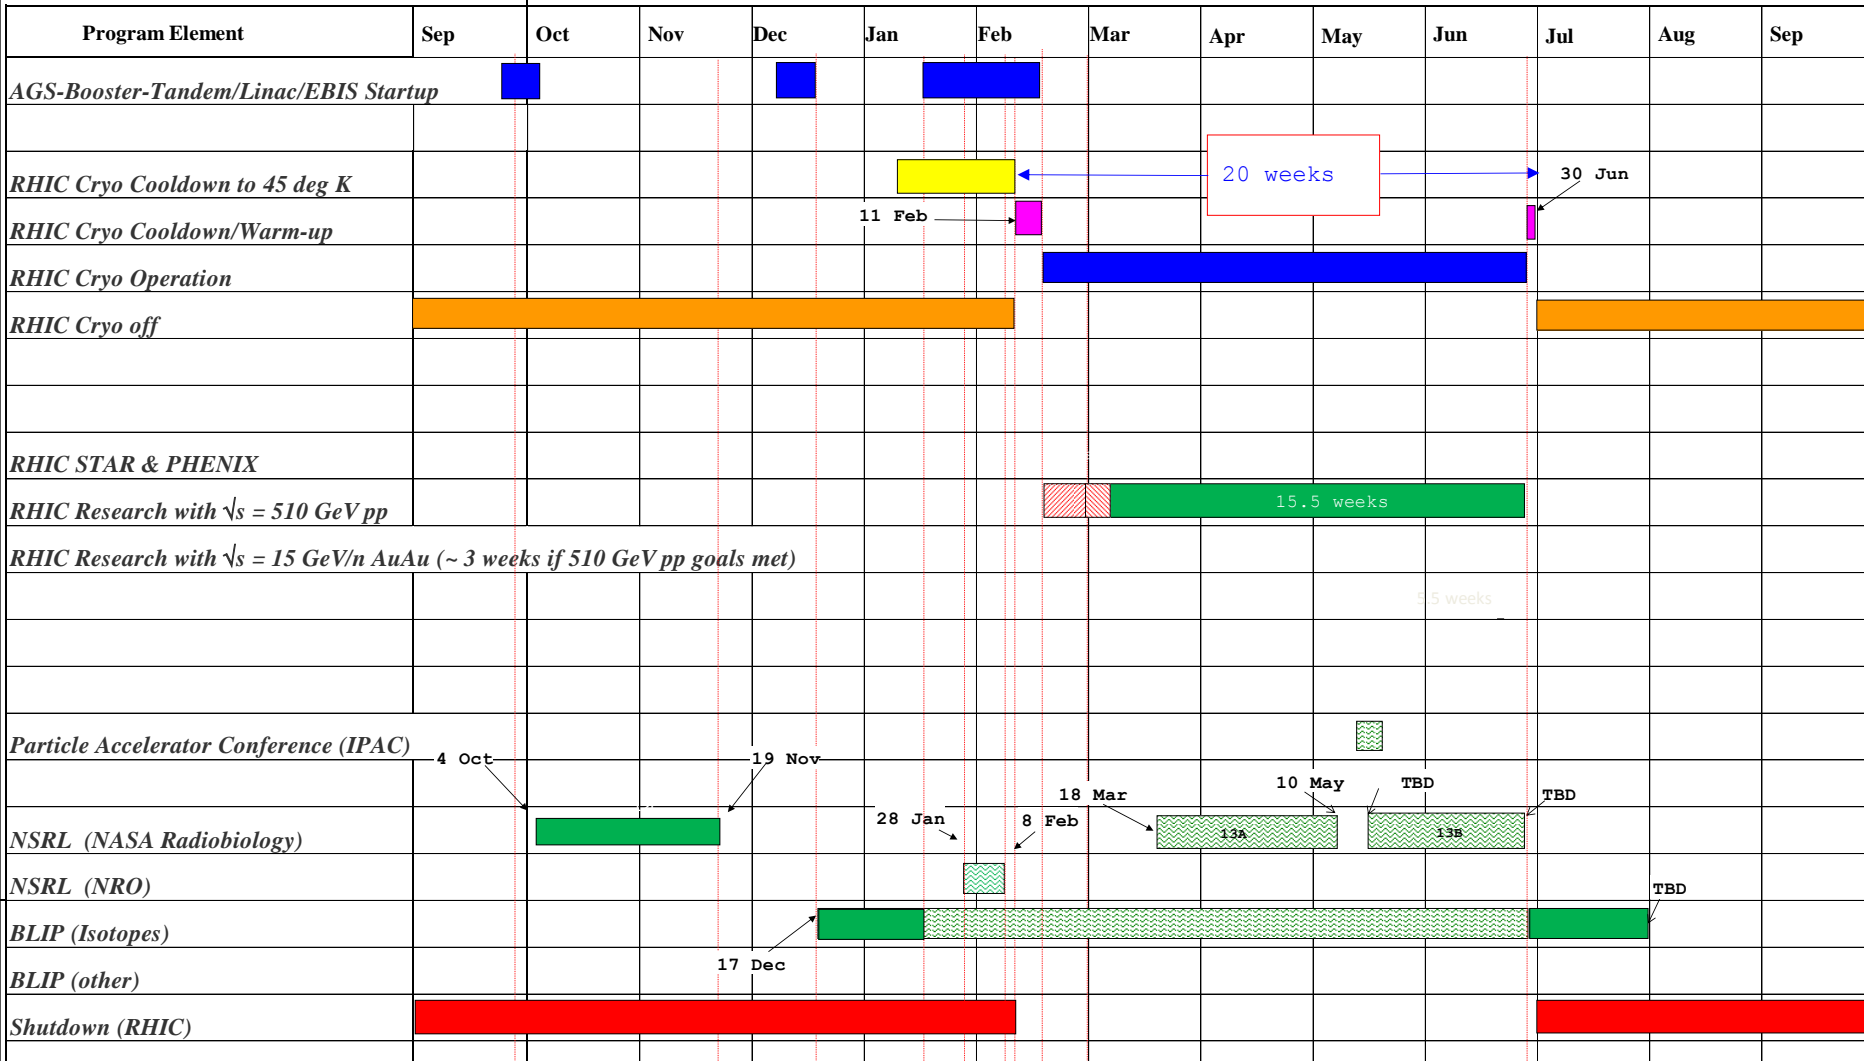 Program Element Sep Oct Nov Dec Jan Feb Mar Apr May Jun Jul Aug Sep
AGS-Booster-Tandem/Linac/EBIS Startup
RHIC Cryo Cooldown to 45 deg K 20 weeks 30 Jun
RHIC Cryo Cooldown/Warm-up 11 Feb
RHIC Cryo Operation
RHIC Cryo off
RHIC STAR & PHENIX
RHIC Research with √s = 510 GeV pp 15.5 weeks
RHIC Research with √s = 15 GeV/n AuAu (~ 3 weeks if 510 GeV pp goals met)
5.5 weeks
Particle Accelerator Conference (IPAC)
4 Oct 19 Nov
18 Mar 10 May TBD TBD
28 Jan 8 Feb
NSRL (NASA Radiobiology) 13A 13B
NSRL (NRO)
TBD
BLIP (Isotopes)
17 Dec
BLIP (other)
Shutdown (RHIC)